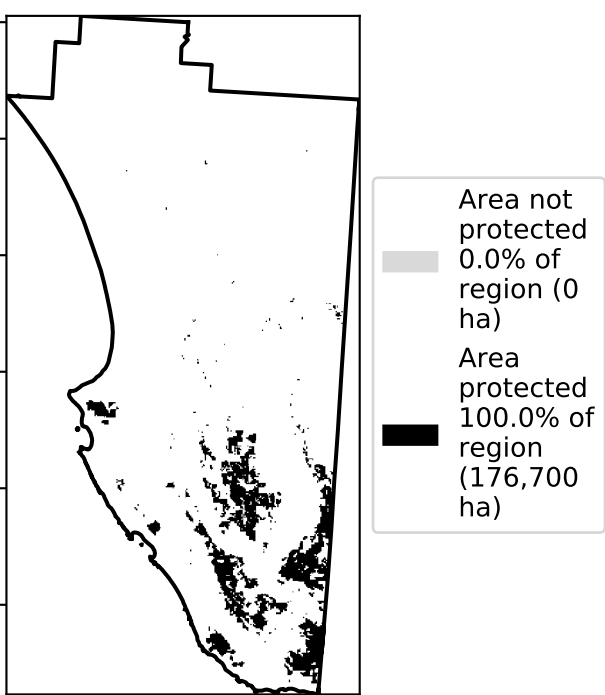 Area not
protected
0.0% of
region (0
ha)
Area
protected
100.0% of
region
(176,700
ha)